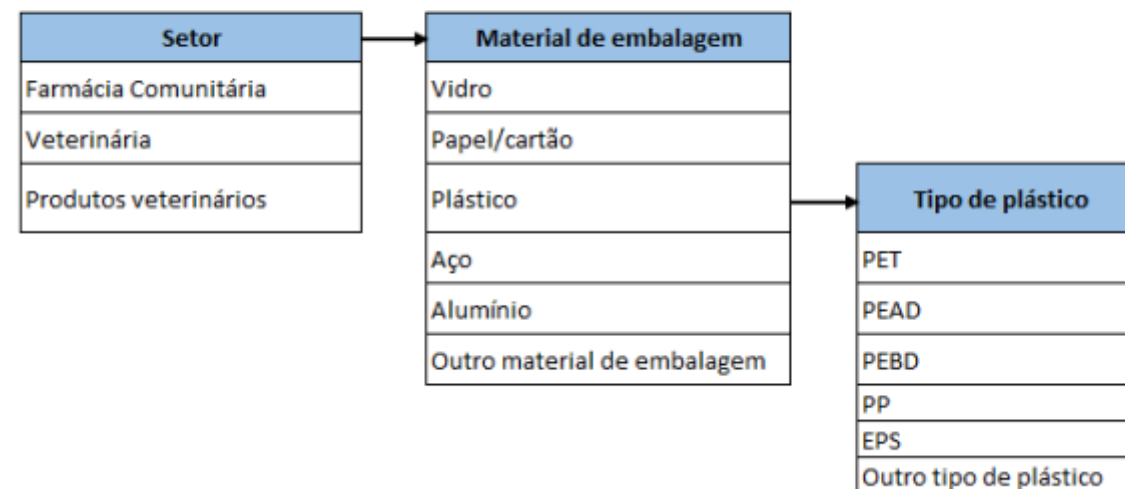 Setor
Farmácia Comunitária
Veterinária
Produtos veterinários
Material de embalagem
Vidro
Papel/cartão
Plástico
Aço
Alumínio
Outro material de embalagem
Tipo de plástico
PET
PEAD
PEBD
PP
EPS
Outro tipo de plástico